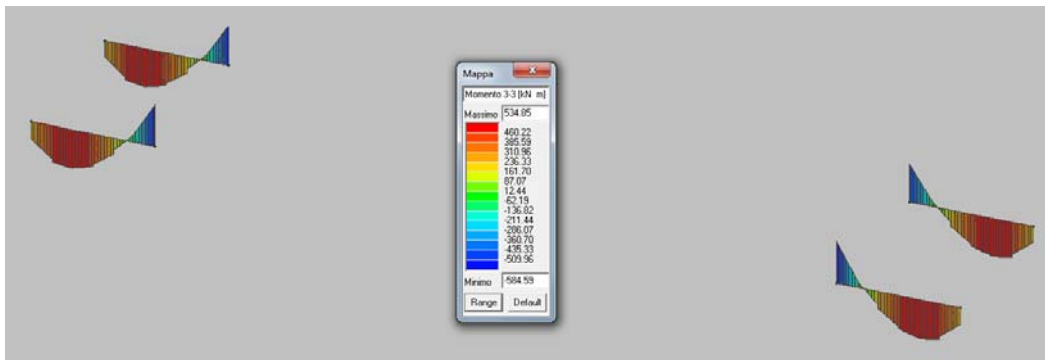 Mappa
Momento 3-3 [kN m]
Massimo 534.85
460.22
385.59
310.96
236.33
161.70
87.07
12.44
-62.19
-136.82
-211.44
-286.07
-360.70
-435.33
-509.96
Minimo -584.59
Range Default